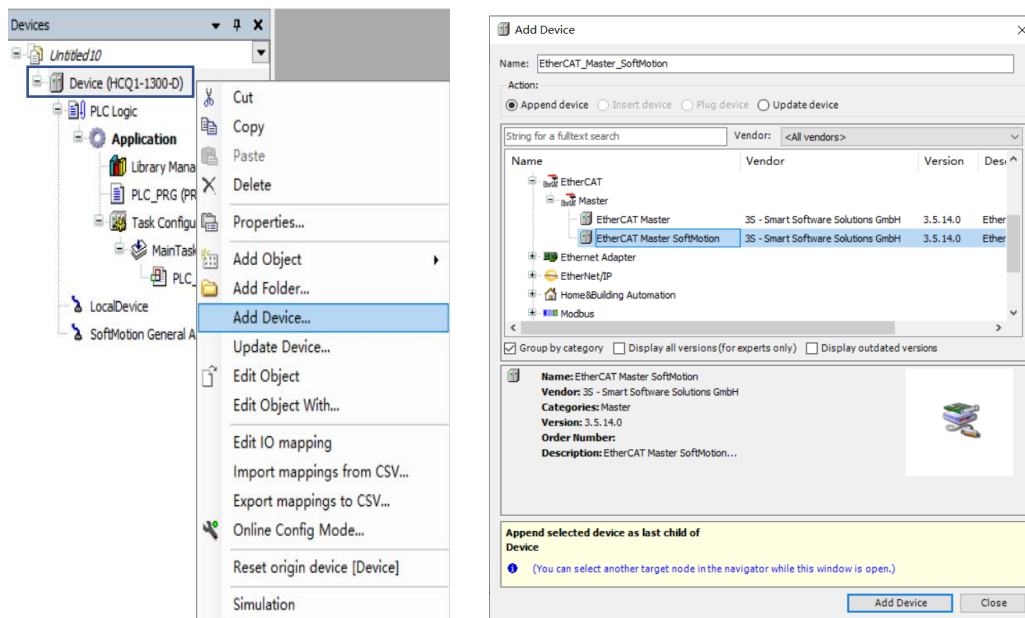 Devices
Untitled10
Device (HCQ1-1300-D)
PLC Logic
Application
Library Mana
PLC_PRG (PR
Task Configu
MainTask
PLC_
LocalDevice
SoftMotion General A
Cut
Copy
Paste
Delete
Properties...
Add Object
Add Folder...
Add Device...
Update Device...
Edit Object
Edit Object With...
Edit IO mapping
Import mappings from CSV...
Export mappings to CSV...
Online Config Mode...
Reset origin device [Device]
Simulation
Add Device
Name: EtherCAT_Master_SoftMotion
Action:
Append device Insert device Plug device Update device
String for a fulltext search Vendor: <All vendors>
Name Vendor Version Des
EtherCAT
Master
EtherCAT Master 3S - Smart Software Solutions GmbH 3.5.14.0 Ether
EtherCAT Master SoftMotion 3S - Smart Software Solutions GmbH 3.5.14.0 Ether
Ethernet Adapter
EtherNet/IP
Home&Building Automation
Modbus
Group by category Display all versions (for experts only) Display outdated versions
Name: EtherCAT Master SoftMotion
Vendor: 3S - Smart Software Solutions GmbH
Categories: Master
Version: 3.5.14.0
Order Number:
Description: EtherCAT Master SoftMotion...
Append selected device as last child of
Device
(You can select another target node in the navigator while this window is open.)
Add Device Close